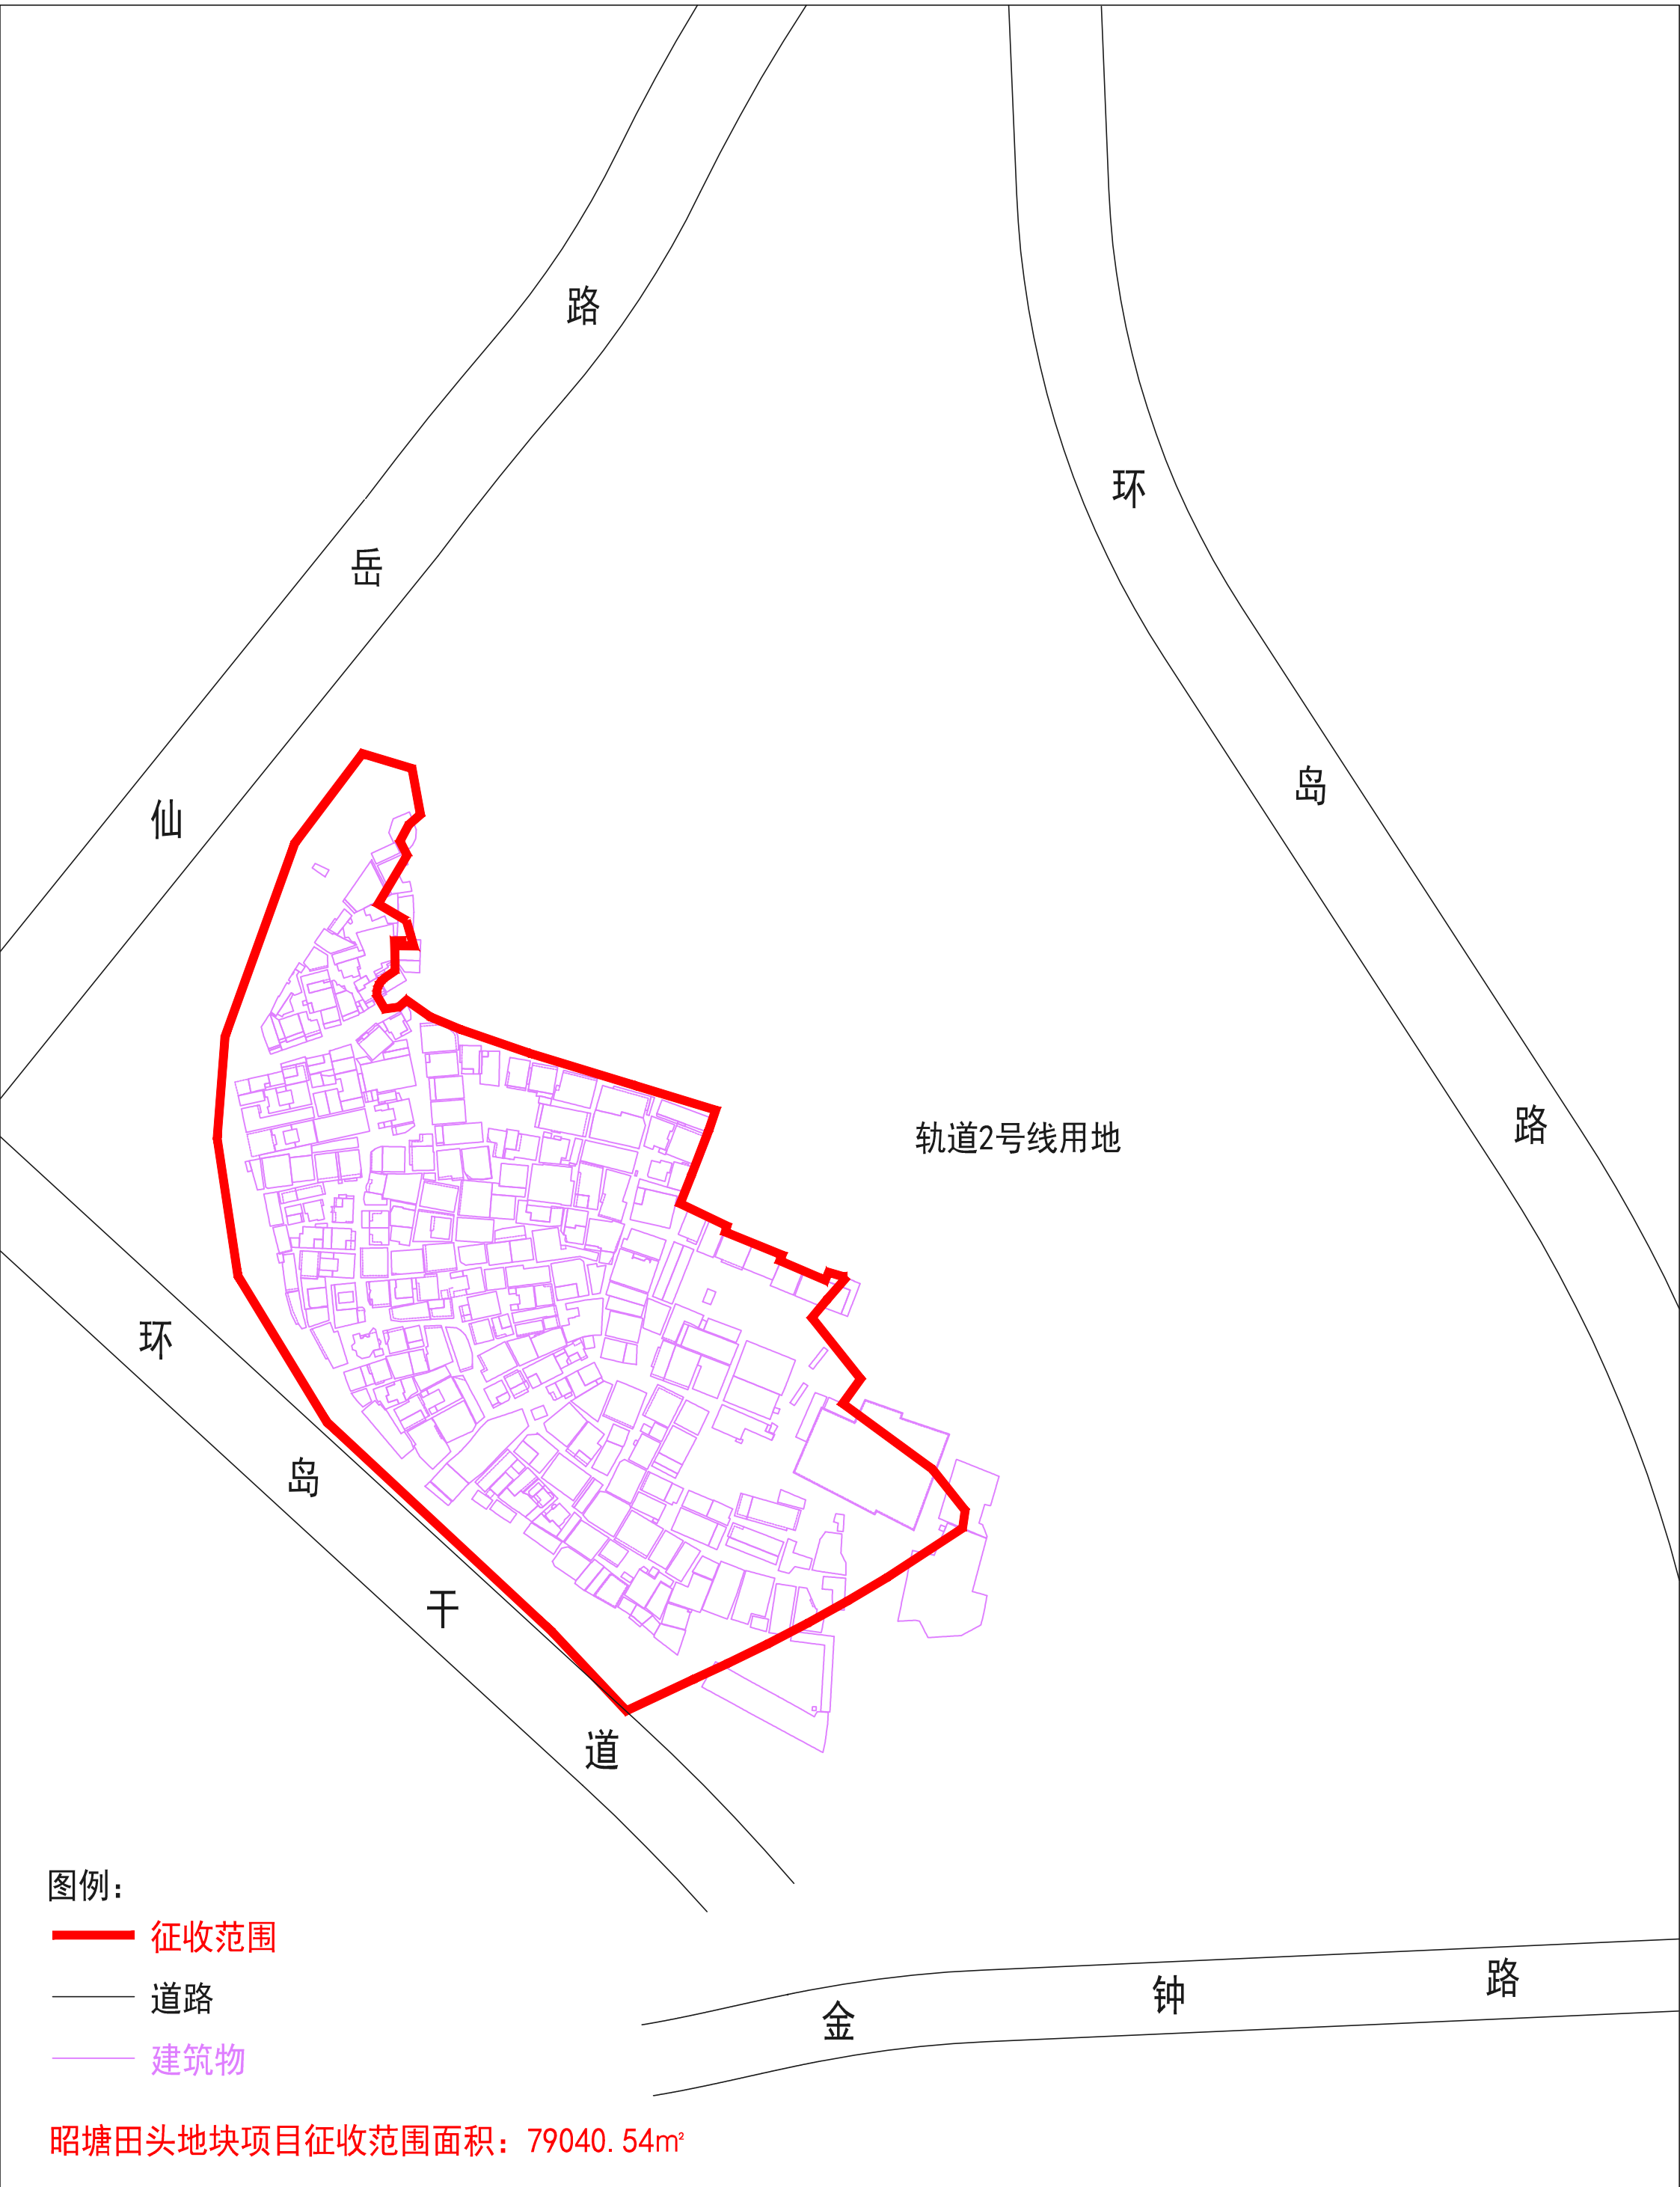 仙岳路
环岛路
轨道2号线用地
环岛干道
金钟路
图例：
征收范围
道路
建筑物
昭塘田头地块项目征收范围面积：79040.54㎡